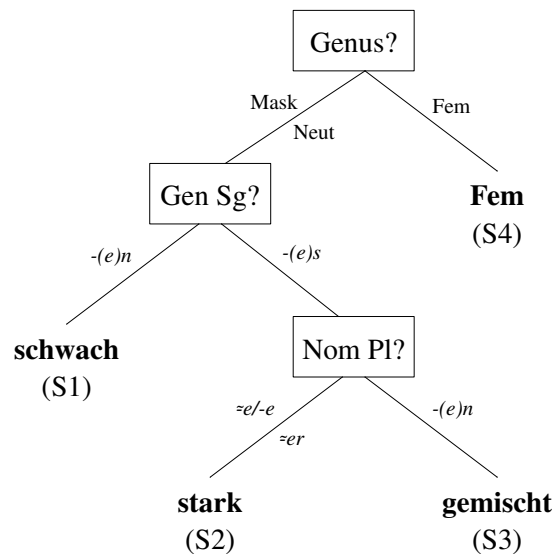 Genus?
Mask
Neut
Fem
Gen Sg?
Fem
(S4)
-(e)n
-(e)s
schwach
(S1)
Nom Pl?
⩬e/-e
⩬er
-(e)n
stark
(S2)
gemischt
(S3)